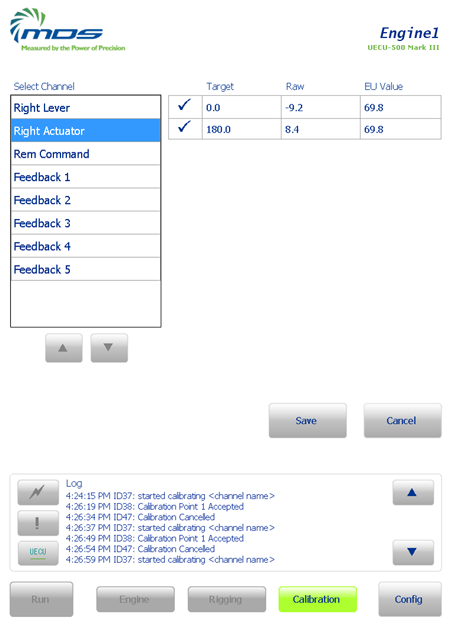 mds
Measured by the Power of Precision
Engine1
UECU-500 Mark III
Select Channel
Target Raw EU Value
Right Lever
Right Actuator
Rem Command
Feedback 1
Feedback 2
Feedback 3
Feedback 4
Feedback 5
0.0 -9.2 69.8
180.0 8.4 69.8
Save Cancel
Log
4:24:15 PM ID37: started calibrating <channel name>
4:26:19 PM ID38: Calibration Point 1 Accepted
4:26:34 PM ID47: Calibration Cancelled
4:26:37 PM ID37: started calibrating <channel name>
4:26:49 PM ID38: Calibration Point 1 Accepted
4:26:54 PM ID47: Calibration Cancelled
4:26:59 PM ID37: started calibrating <channel name>
!
UECU
Run Engine Rigging Calibration Config